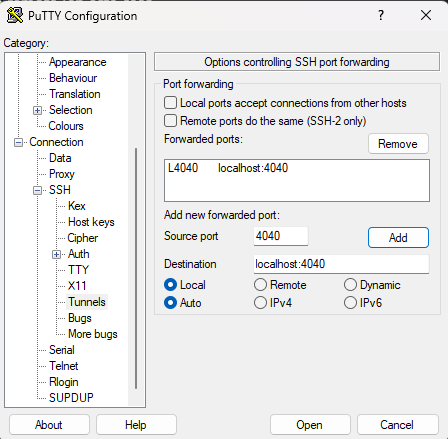 PuTTY Configuration
Category:
Appearance
Behaviour
Translation
Selection
Colours
Connection
Data
Proxy
SSH
Kex
Host keys
Cipher
Auth
TTY
X11
Tunnels
Bugs
More bugs
Serial
Telnet
Rlogin
SUPDUP
Options controlling SSH port forwarding
Port forwarding
Local ports accept connections from other hosts
Remote ports do the same (SSH-2 only)
Forwarded ports:
Remove
L4040 localhost:4040
Add new forwarded port:
Source port 4040 Add
Destination localhost:4040
Local Remote Dynamic
Auto IPv4 IPv6
About Help Open Cancel